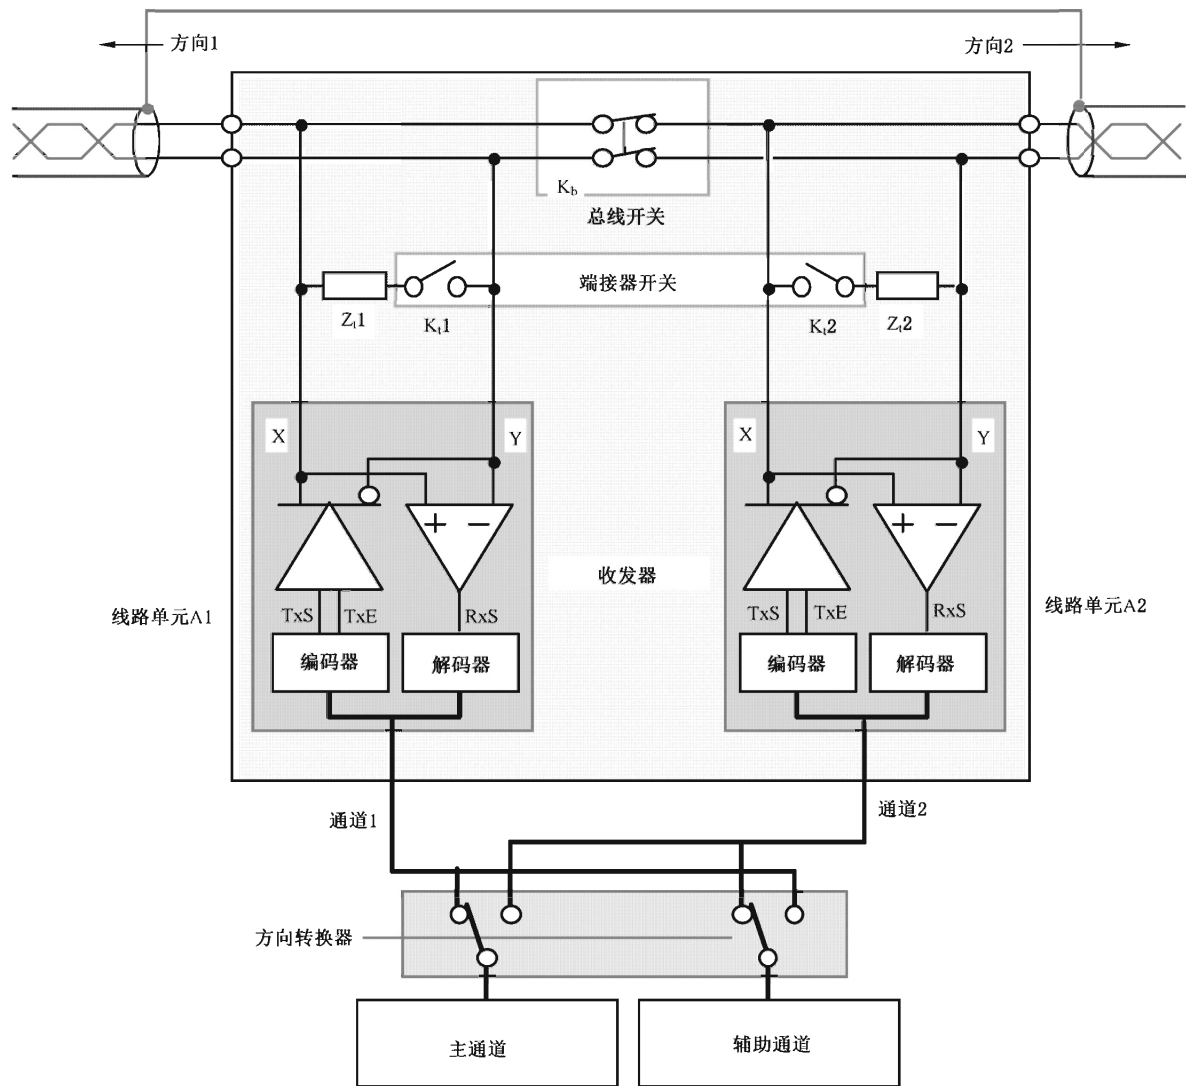 方向1
方向2
K_b
总线开关
端接器开关
Z_t1
K_t1
K_t2
Z_t2
X
Y
X
Y
+
−
+
−
收发器
线路单元A1
TxS
TxE
RxS
TxS
TxE
RxS
线路单元A2
编码器
解码器
编码器
解码器
通道1
通道2
方向转换器
主通道
辅助通道